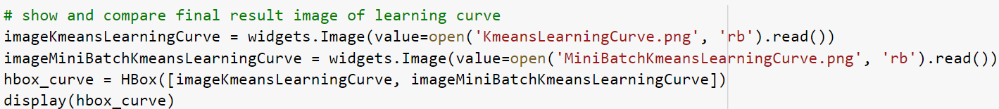 # show and compare final result image of learning curve
imageKmeansLearningCurve = widgets.Image(value=open('KmeansLearningCurve.png', 'rb').read())
imageMiniBatchKmeansLearningCurve = widgets.Image(value=open('MiniBatchKmeansLearningCurve.png', 'rb').read())
hbox_curve = HBox([imageKmeansLearningCurve, imageMiniBatchKmeansLearningCurve])
display(hbox_curve)